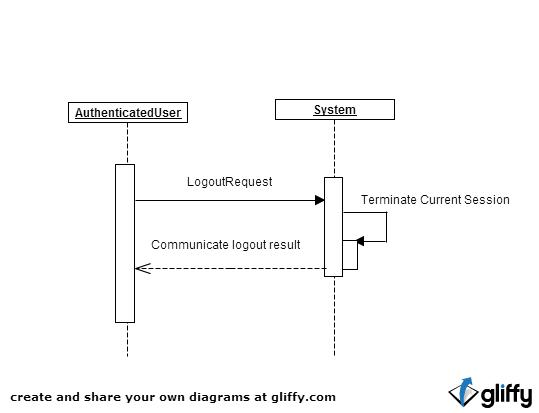 AuthenticatedUser
System
LogoutRequest
Terminate Current Session
Communicate logout result
create and share your own diagrams at gliffy.com
gliffy